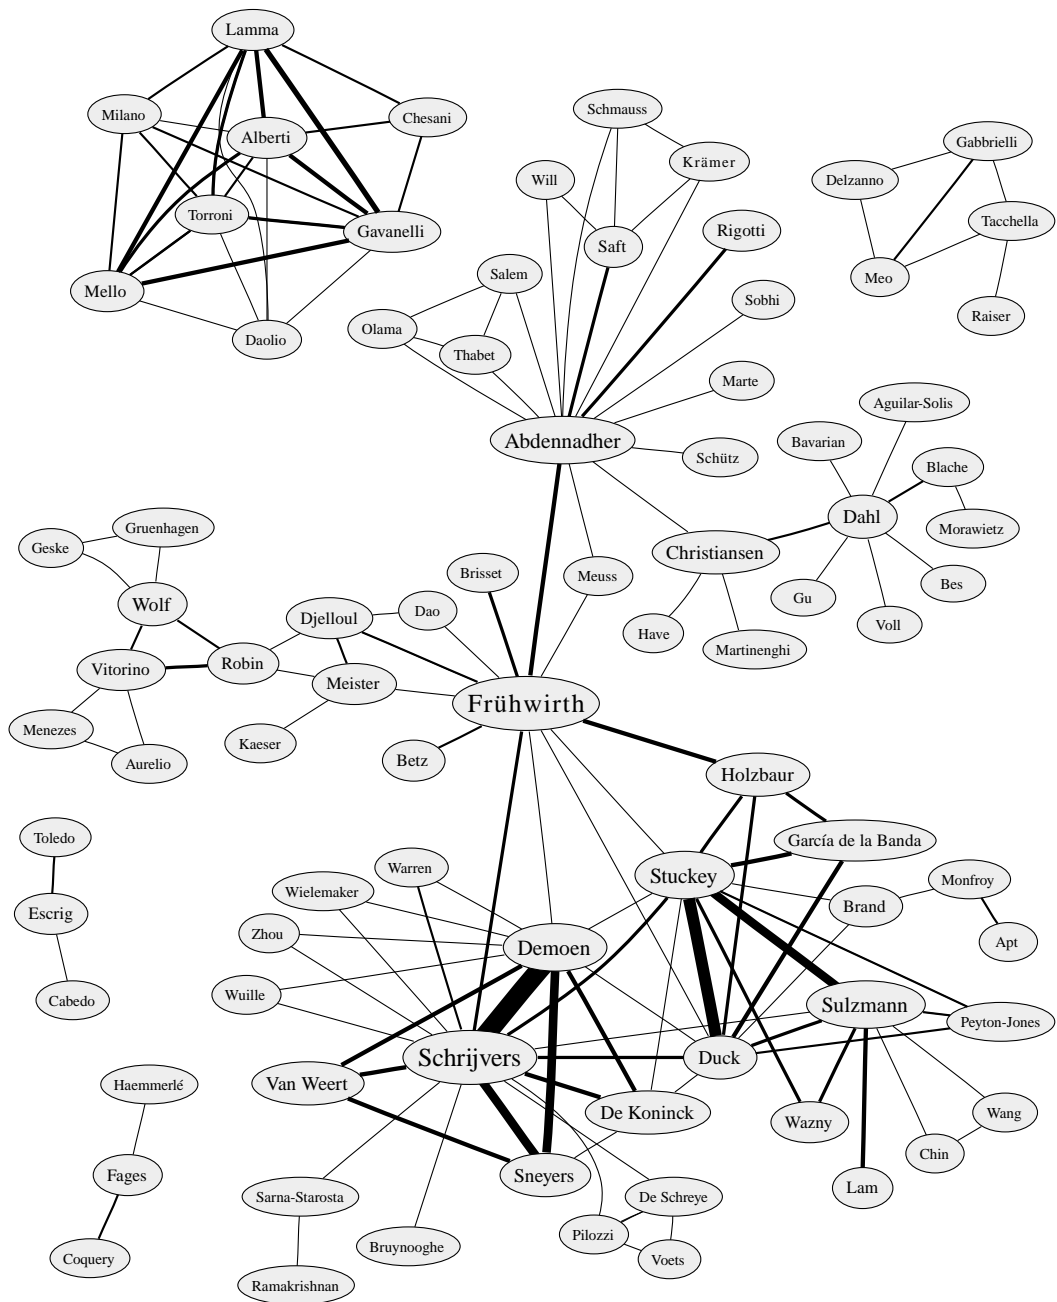 Lamma
Milano
Chesani
Alberti
Torroni
Gavanelli
Mello
Daolio
Schmauss
Krämer
Will
Saft
Rigotti
Salem
Sobhi
Olama
Thabet
Marte
Abdennadher
Schütz
Gabbrielli
Delzanno
Tacchella
Meo
Raiser
Aguilar-Solis
Bavarian
Blache
Dahl
Morawietz
Christiansen
Gu
Bes
Voll
Have
Martinenghi
Gruenhagen
Geske
Wolf
Brisset
Meuss
Djelloul
Dao
Vitorino
Robin
Meister
Frühwirth
Menezes
Aurelio
Kaeser
Betz
Holzbaur
Toledo
Escrig
Cabedo
García de la Banda
Stuckey
Monfroy
Brand
Apt
Warren
Wielemaker
Zhou
Demoen
Wuille
Sulzmann
Peyton-Jones
Schrijvers
Duck
Van Weert
De Koninck
Wazny
Wang
Chin
Lam
Sneyers
Haemmerlé
Fages
Coquery
Sarna-Starosta
De Schreye
Pilozzi
Voets
Bruynooghe
Ramakrishnan